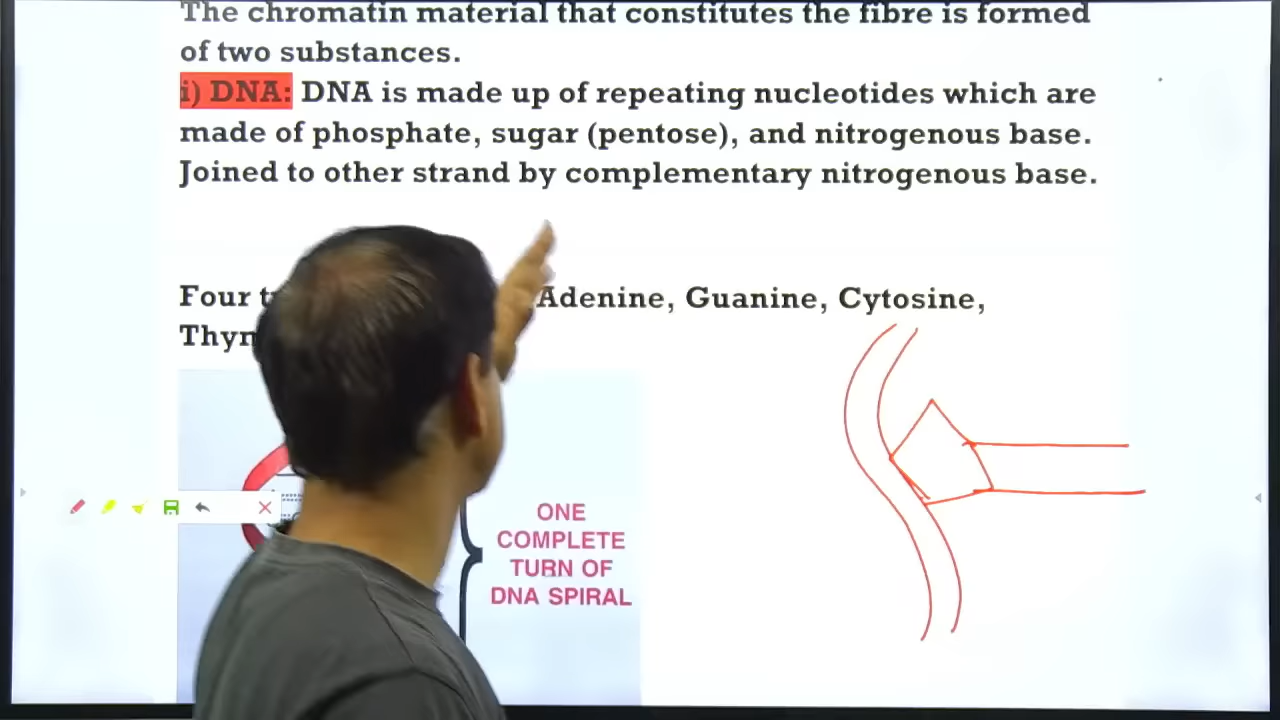 The chromatin material that constitutes the fibre is formed
of two substances.
i) DNA: DNA is made up of repeating nucleotides which are
made of phosphate, sugar (pentose), and nitrogenous base.
Joined to other strand by complementary nitrogenous base.
Four Adenine, Guanine, Cytosine,
ONE
COMPLETE
TURN OF
DNA SPIRAL